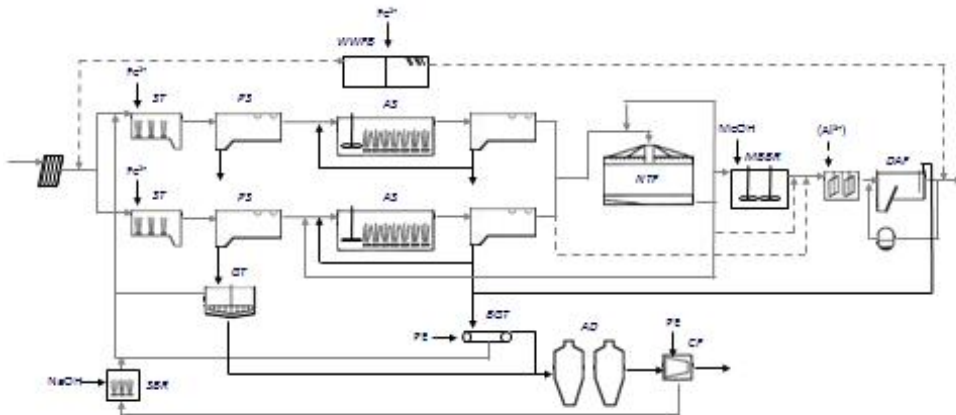 Fe³⁺
WWPS
Fe²⁺
ST
PS
AS
MeOH
(Al³⁺)
MBBR
DAF
NTF
Fe²⁺
ST
PS
AS
GT
BGT
PE
AD
PE
CF
NaOH
SBR